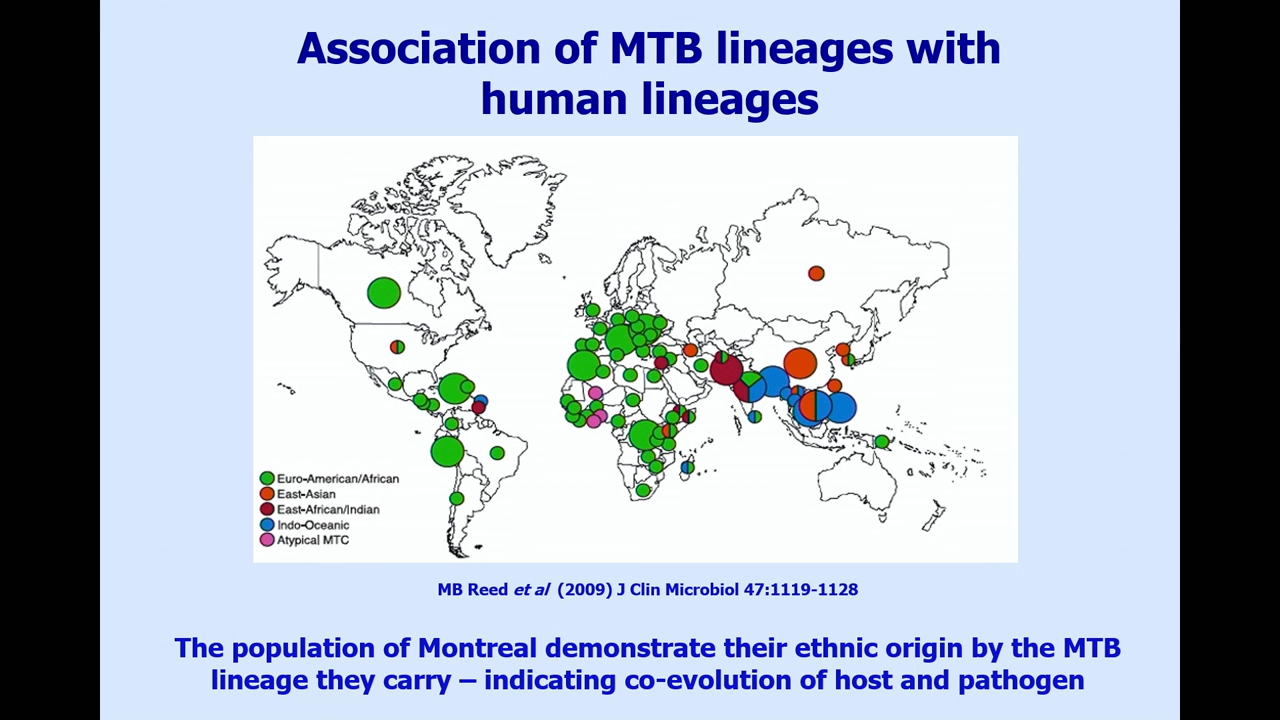 Association of MTB lineages with
human lineages
Euro-American/African
East-Asian
East-African/Indian
Indo-Oceanic
Atypical MTC
MB Reed et al (2009) J Clin Microbiol 47:1119-1128
The population of Montreal demonstrate their ethnic origin by the MTB
lineage they carry – indicating co-evolution of host and pathogen